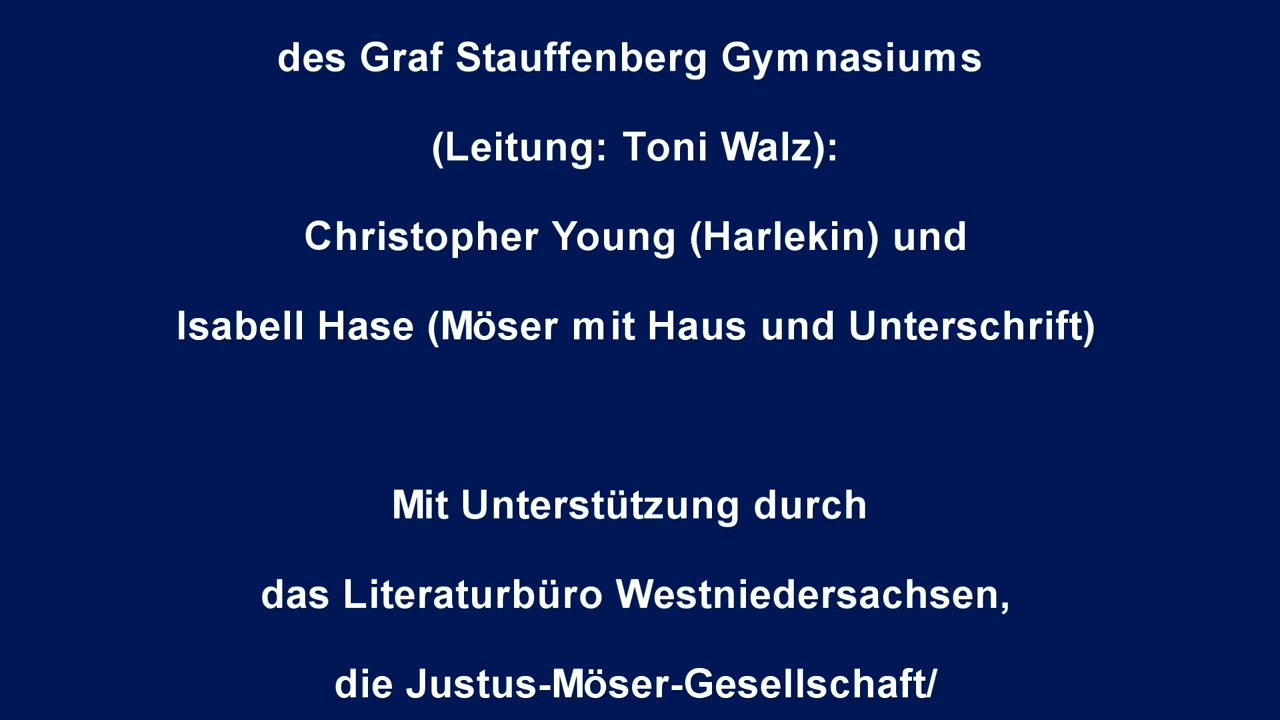 des Graf Stauffenberg Gymnasiums
(Leitung: Toni Walz):
Christopher Young (Harlekin) und
Isabell Hase (Möser mit Haus und Unterschrift)
Mit Unterstützung durch
das Literaturbüro Westniedersachsen,
die Justus-Möser-Gesellschaft/